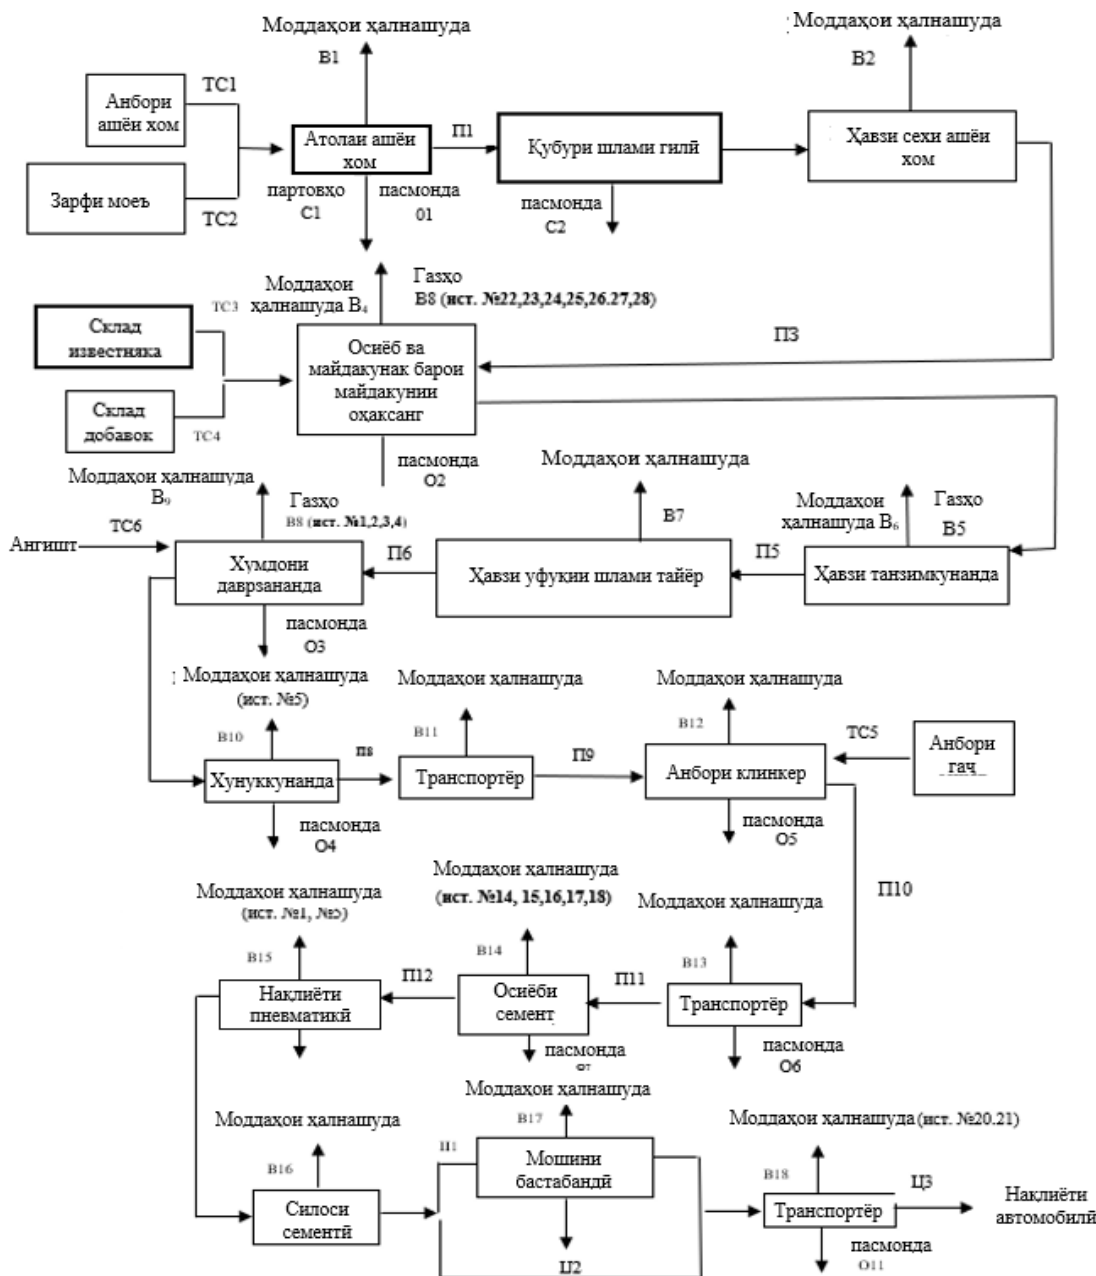 Моддаҳои ҳалнашуда
Моддаҳои ҳалнашуда
В1
В2
ТС1
Анбори
ашёи хом
Атолаи ашёи
хом
П1
Қубури шлами гилӣ
Ҳавзи сехи ашёи
хом
Зарфи моеъ
ТС2
партовҳо
С1
пасмонда
01
пасмонда
С2
Моддаҳои
ҳалнашуда В₄
Газҳо
В8 (ист. №22,23,24,25,26.27,28)
ТС3
Склад
известняка
Осиёб ва
майдакунак барои
майдакунии
оҳаксанг
П3
Склад
добавок
ТС4
пасмонда
О2
Моддаҳои ҳалнашуда
Моддаҳои ҳалнашуда
В₉
Газҳо
В8 (ист. №1,2,3,4)
В7
Моддаҳои
ҳалнашуда В₆
Газҳо
В5
ТС6
Ангишт
Хумдони
даврзананда
П6
Ҳавзи уфуқии шлами тайёр
П5
Ҳавзи танзимкунанда
пасмонда
О3
Моддаҳои ҳалнашуда
(ист. №5)
Моддаҳои ҳалнашуда
Моддаҳои ҳалнашуда
В10
В11
В12
П8
П9
ТС5
Хунуккунанда
Транспортёр
Анбори клинкер
Анбори
гаҷ
пасмонда
О4
пасмонда
О5
Моддаҳои ҳалнашуда
(ист. №1, №5)
Моддаҳои ҳалнашуда
(ист. №14, 15,16,17,18)
Моддаҳои ҳалнашуда
П10
В15
В14
В13
Нақлиёти
пневматикӣ
П12
Осиёби
семент
П11
Транспортёр
пасмонда
пасмонда
О6
Моддаҳои ҳалнашуда
Моддаҳои ҳалнашуда
Моддаҳои ҳалнашуда (ист. №20.21)
В16
В17
В18
Ц1
Мошини
бастабандӣ
Силоси
сементӣ
Ц2
Транспортёр
Ц3
Нақлиёти
автомобилӣ
пасмонда
О11